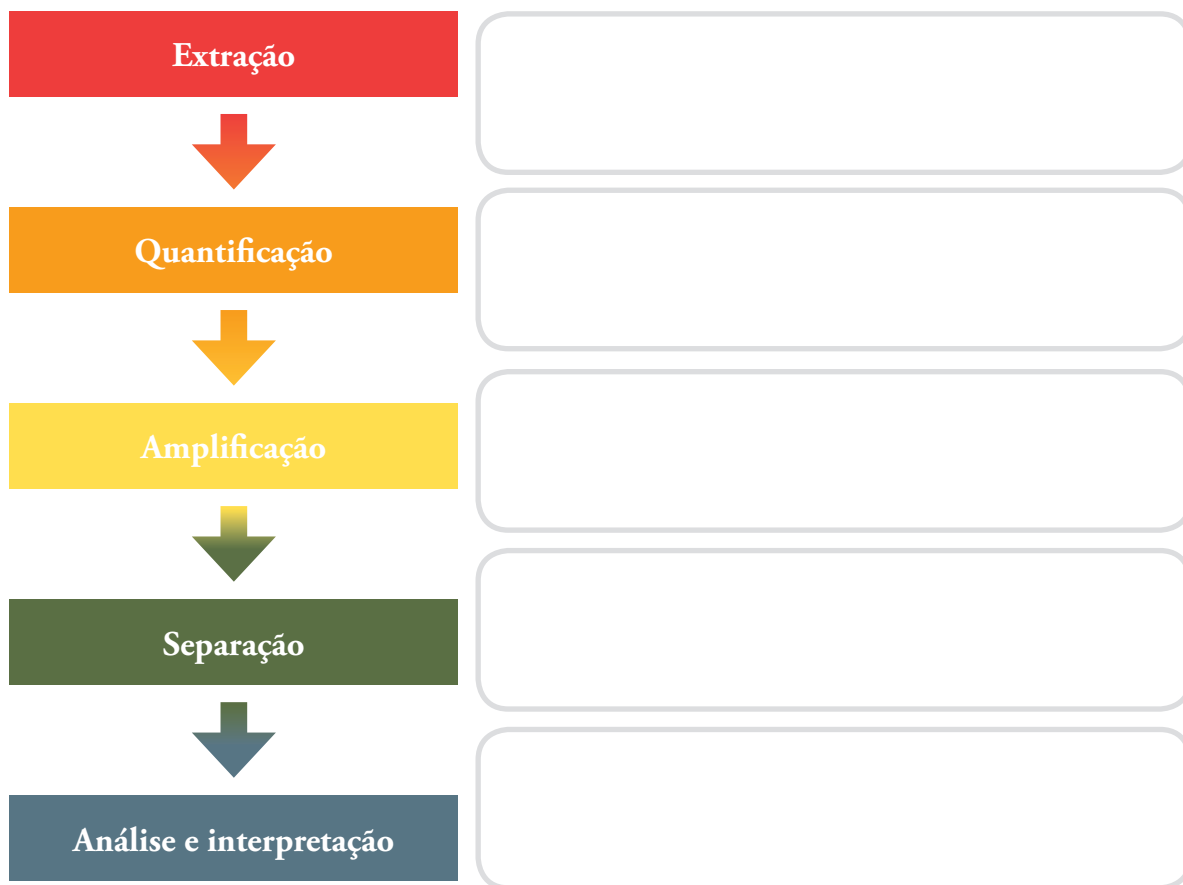 Extração
Quantificação
Amplificação
Separação
Análise e interpretação